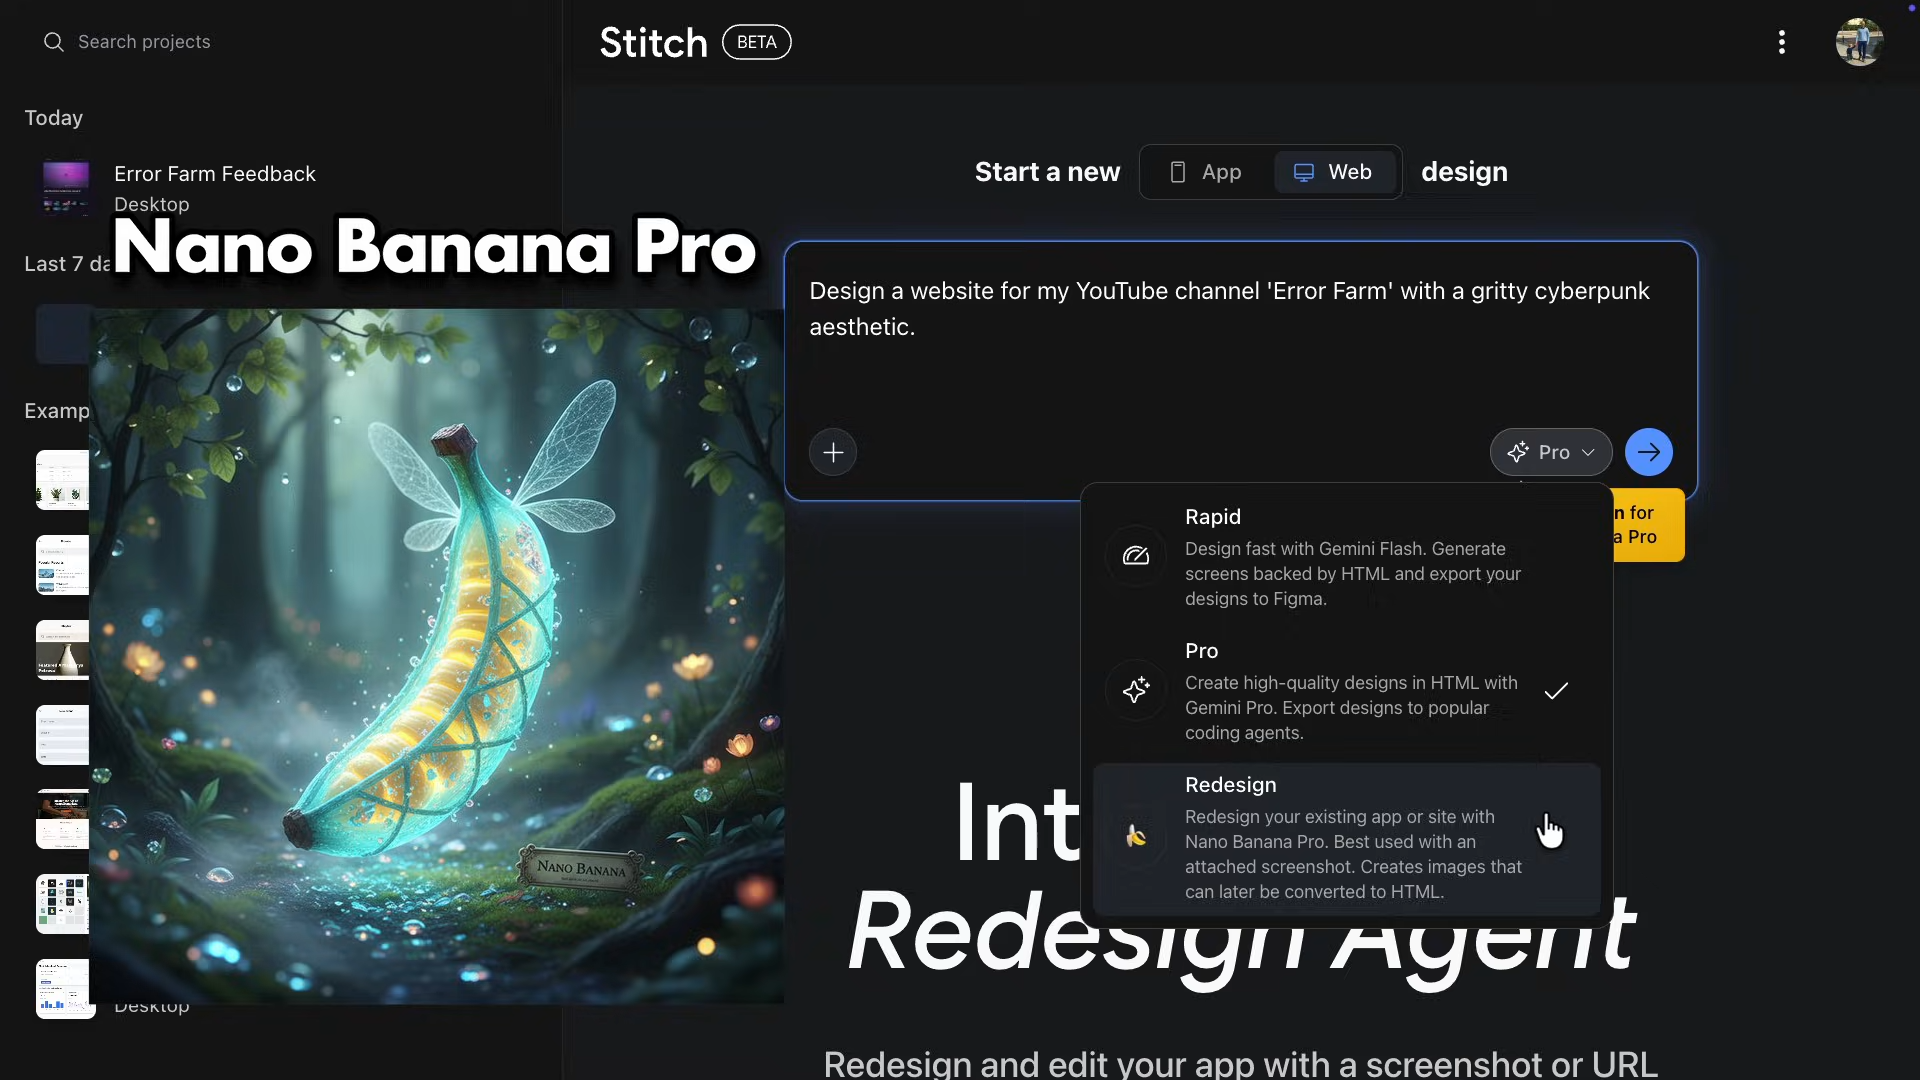 Search projects
Stitch BETA
Today
Error Farm Feedback
Desktop
Last 7 da
Nano Banana Pro
Examp
NANO BANANA
Desktop
Start a new App Web design
Design a website for my YouTube channel 'Error Farm' with a gritty cyberpunk
aesthetic.
Pro
n for
a Pro
Rapid
Design fast with Gemini Flash. Generate
screens backed by HTML and export your
designs to Figma.
Pro
Create high-quality designs in HTML with
Gemini Pro. Export designs to popular
coding agents.
Redesign
Redesign your existing app or site with
Nano Banana Pro. Best used with an
attached screenshot. Creates images that
can later be converted to HTML.
Int
Redesign Agent
Redesign and edit your app with a screenshot or URL